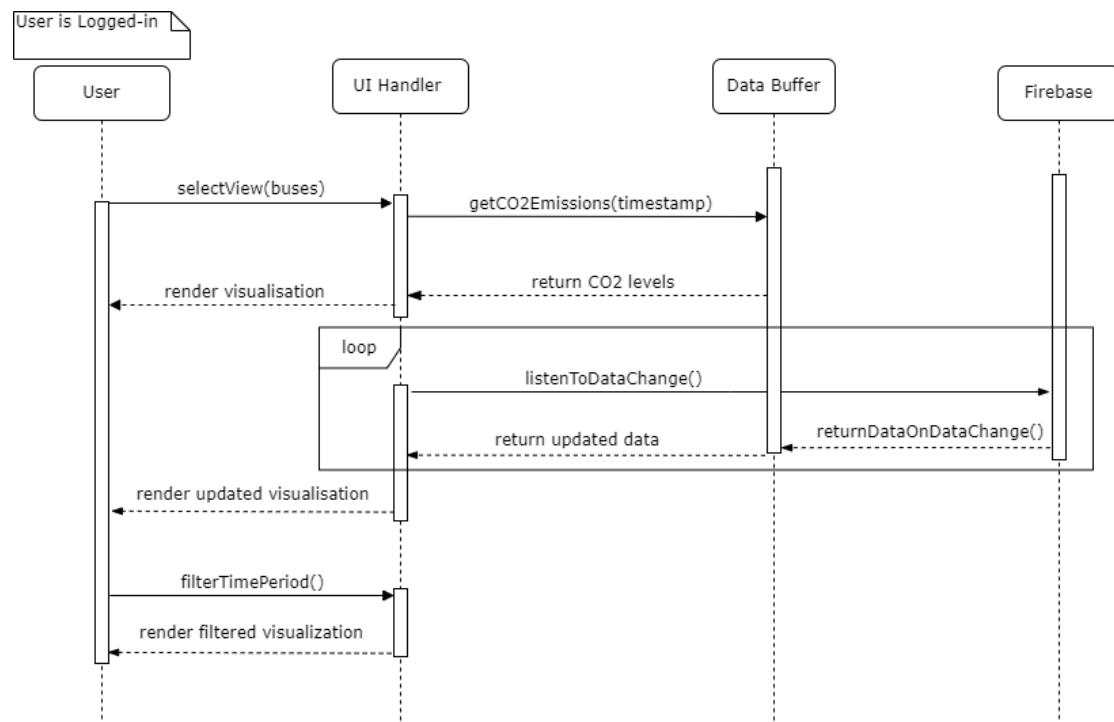 User is Logged-in
User
UI Handler
Data Buffer
Firebase
selectView(buses)
getCO2Emissions(timestamp)
return CO2 levels
render visualisation
loop
listenToDataChange()
returnDataOnDataChange()
return updated data
render updated visualisation
filterTimePeriod()
render filtered visualization